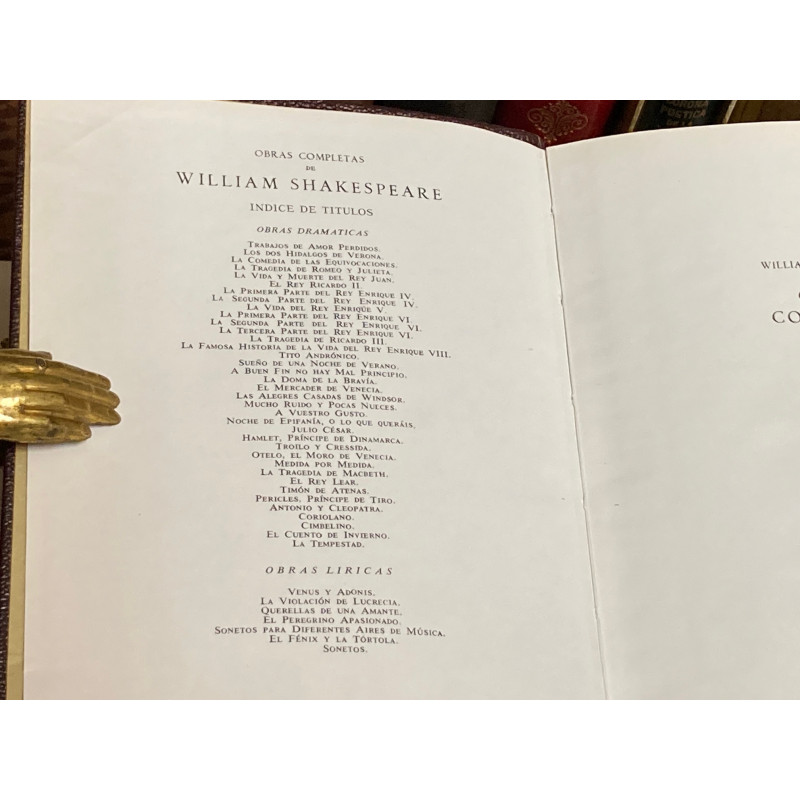 OBRAS COMPLETAS
DE
WILLIAM SHAKESPEARE
INDICE DE TITULOS
OBRAS DRAMATICAS
TRABAJOS DE AMOR PERDIDOS.
LOS DOS HIDALGOS DE VERONA.
LA COMEDIA DE LAS EQUIVOCACIONES.
LA TRAGEDIA DE ROMEO Y JULIETA.
LA VIDA Y MUERTE DEL REY JUAN.
EL REY RICARDO II.
LA PRIMERA PARTE DEL REY ENRIQUE IV.
LA SEGUNDA PARTE DEL REY ENRIQUE IV.
LA VIDA DEL REY ENRIQUE V.
LA PRIMERA PARTE DEL REY ENRIQUE VI.
LA SEGUNDA PARTE DEL REY ENRIQUE VI.
LA TERCERA PARTE DEL REY ENRIQUE VI.
LA TRAGEDIA DE RICARDO III.
LA FAMOSA HISTORIA DE LA VIDA DEL REY ENRIQUE VIII.
TITO ANDRÓNICO.
SUEÑO DE UNA NOCHE DE VERANO.
A BUEN FIN NO HAY MAL PRINCIPIO.
LA DOMA DE LA BRAVÍA.
EL MERCADER DE VENECIA.
LAS ALEGRES CASADAS DE WINDSOR.
MUCHO RUIDO Y POCAS NUECES.
A VUESTRO GUSTO.
NOCHE DE EPIFANÍA, O LO QUE QUERÁIS.
JULIO CÉSAR.
HAMLET, PRÍNCIPE DE DINAMARCA.
TROILO Y CRESSIDA.
OTELO, EL MORO DE VENECIA.
MEDIDA POR MEDIDA.
LA TRAGEDIA DE MACBETH.
EL REY LEAR.
TIMÓN DE ATENAS.
PERICLES, PRÍNCIPE DE TIRO.
ANTONIO Y CLEOPATRA.
CORIOLANO.
CIMBELINO.
EL CUENTO DE INVIERNO.
LA TEMPESTAD.
OBRAS LIRICAS
VENUS Y ADONIS.
LA VIOLACIÓN DE LUCRECIA.
QUERELLAS DE UNA AMANTE.
EL PEREGRINO APASIONADO.
SONETOS PARA DIFERENTES AIRES DE MÚSICA.
EL FÉNIX Y LA TÓRTOLA.
SONETOS.
WILLIA
CO
CORONA
POETICA
DE LA